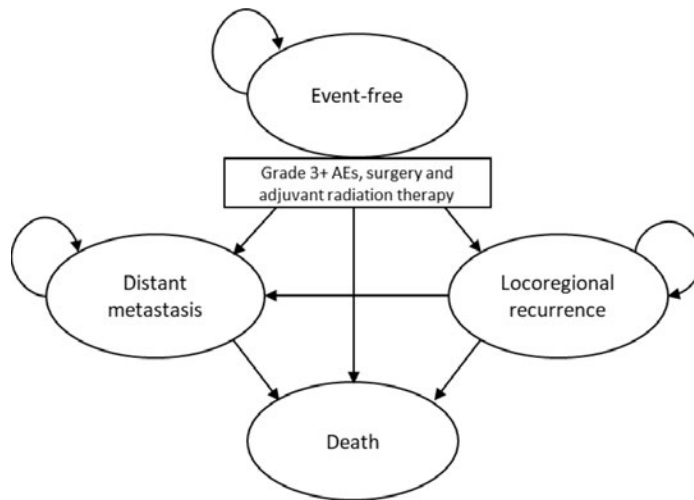 Event-free
Grade 3+ AEs, surgery and
adjuvant radiation therapy
Distant
metastasis
Locoregional
recurrence
Death